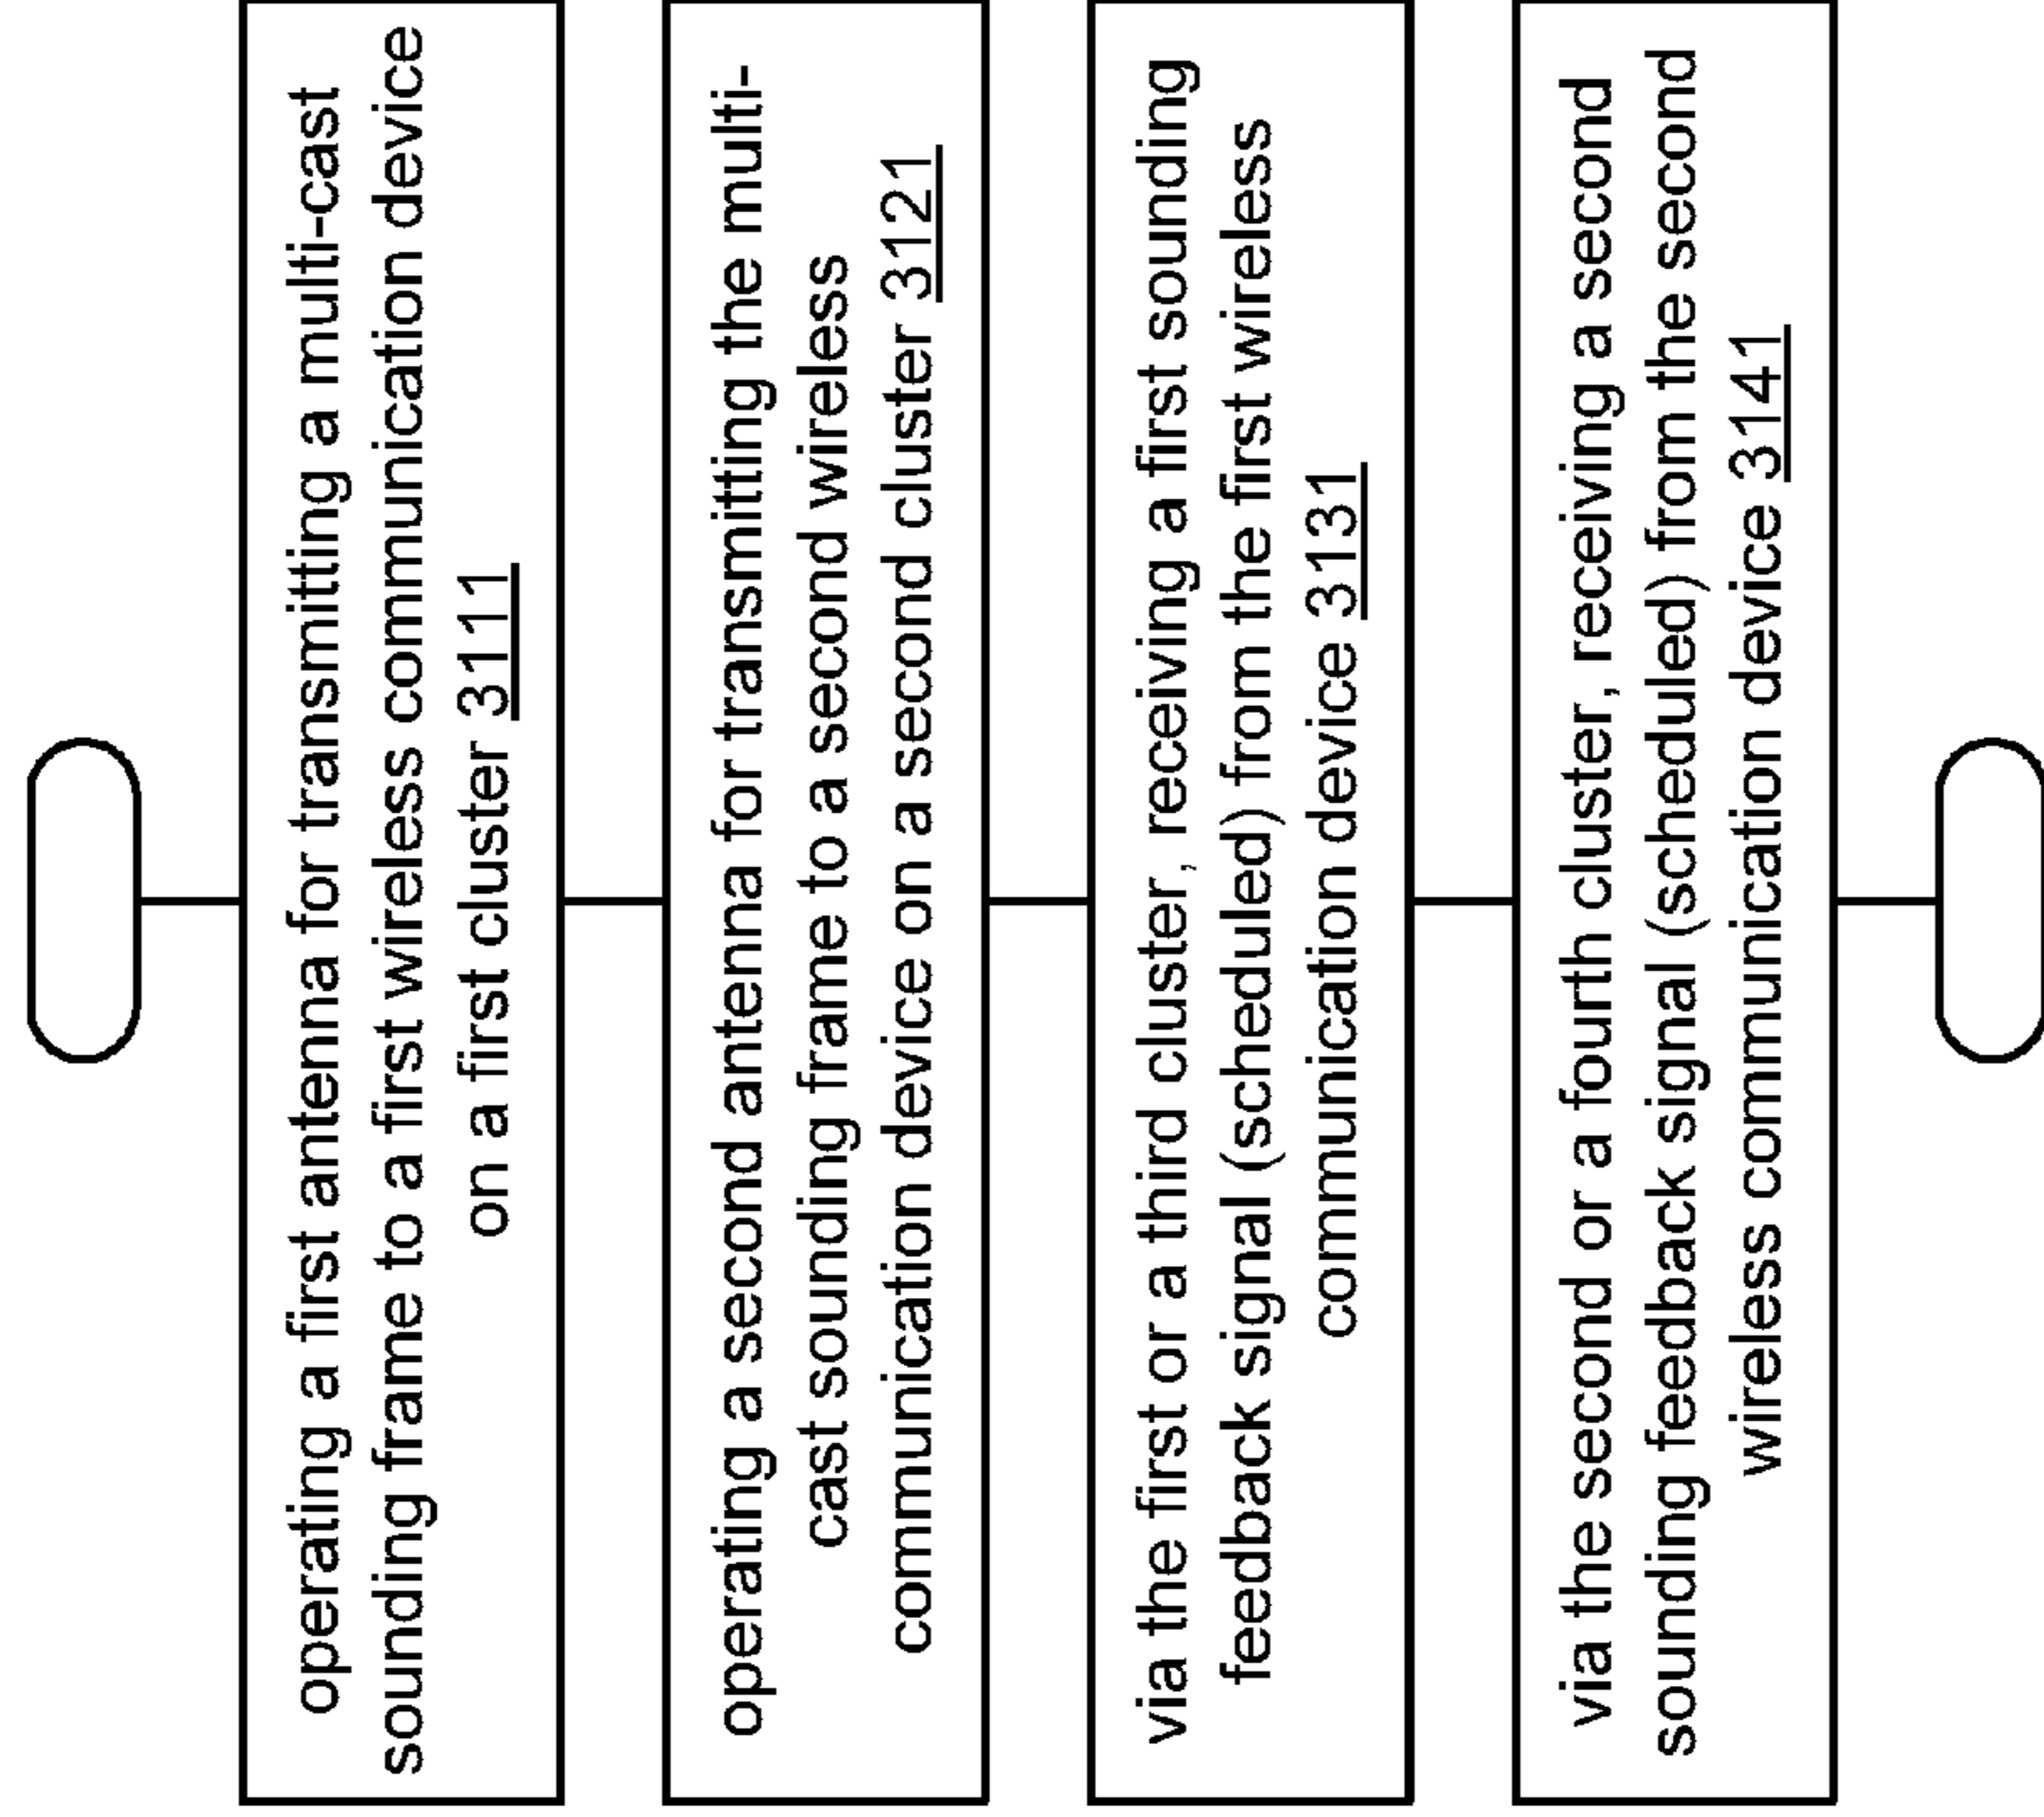 operating a first antenna for transmitting a multi-cast
sounding frame to a first wireless communication device
on a first cluster 3111
operating a second antenna for transmitting the multi-
cast sounding frame to a second wireless
communication device on a second cluster 3121
via the first or a third cluster, receiving a first sounding
feedback signal (scheduled) from the first wireless
communication device 3131
via the second or a fourth cluster, receiving a second
sounding feedback signal (scheduled) from the second
wireless communication device 3141